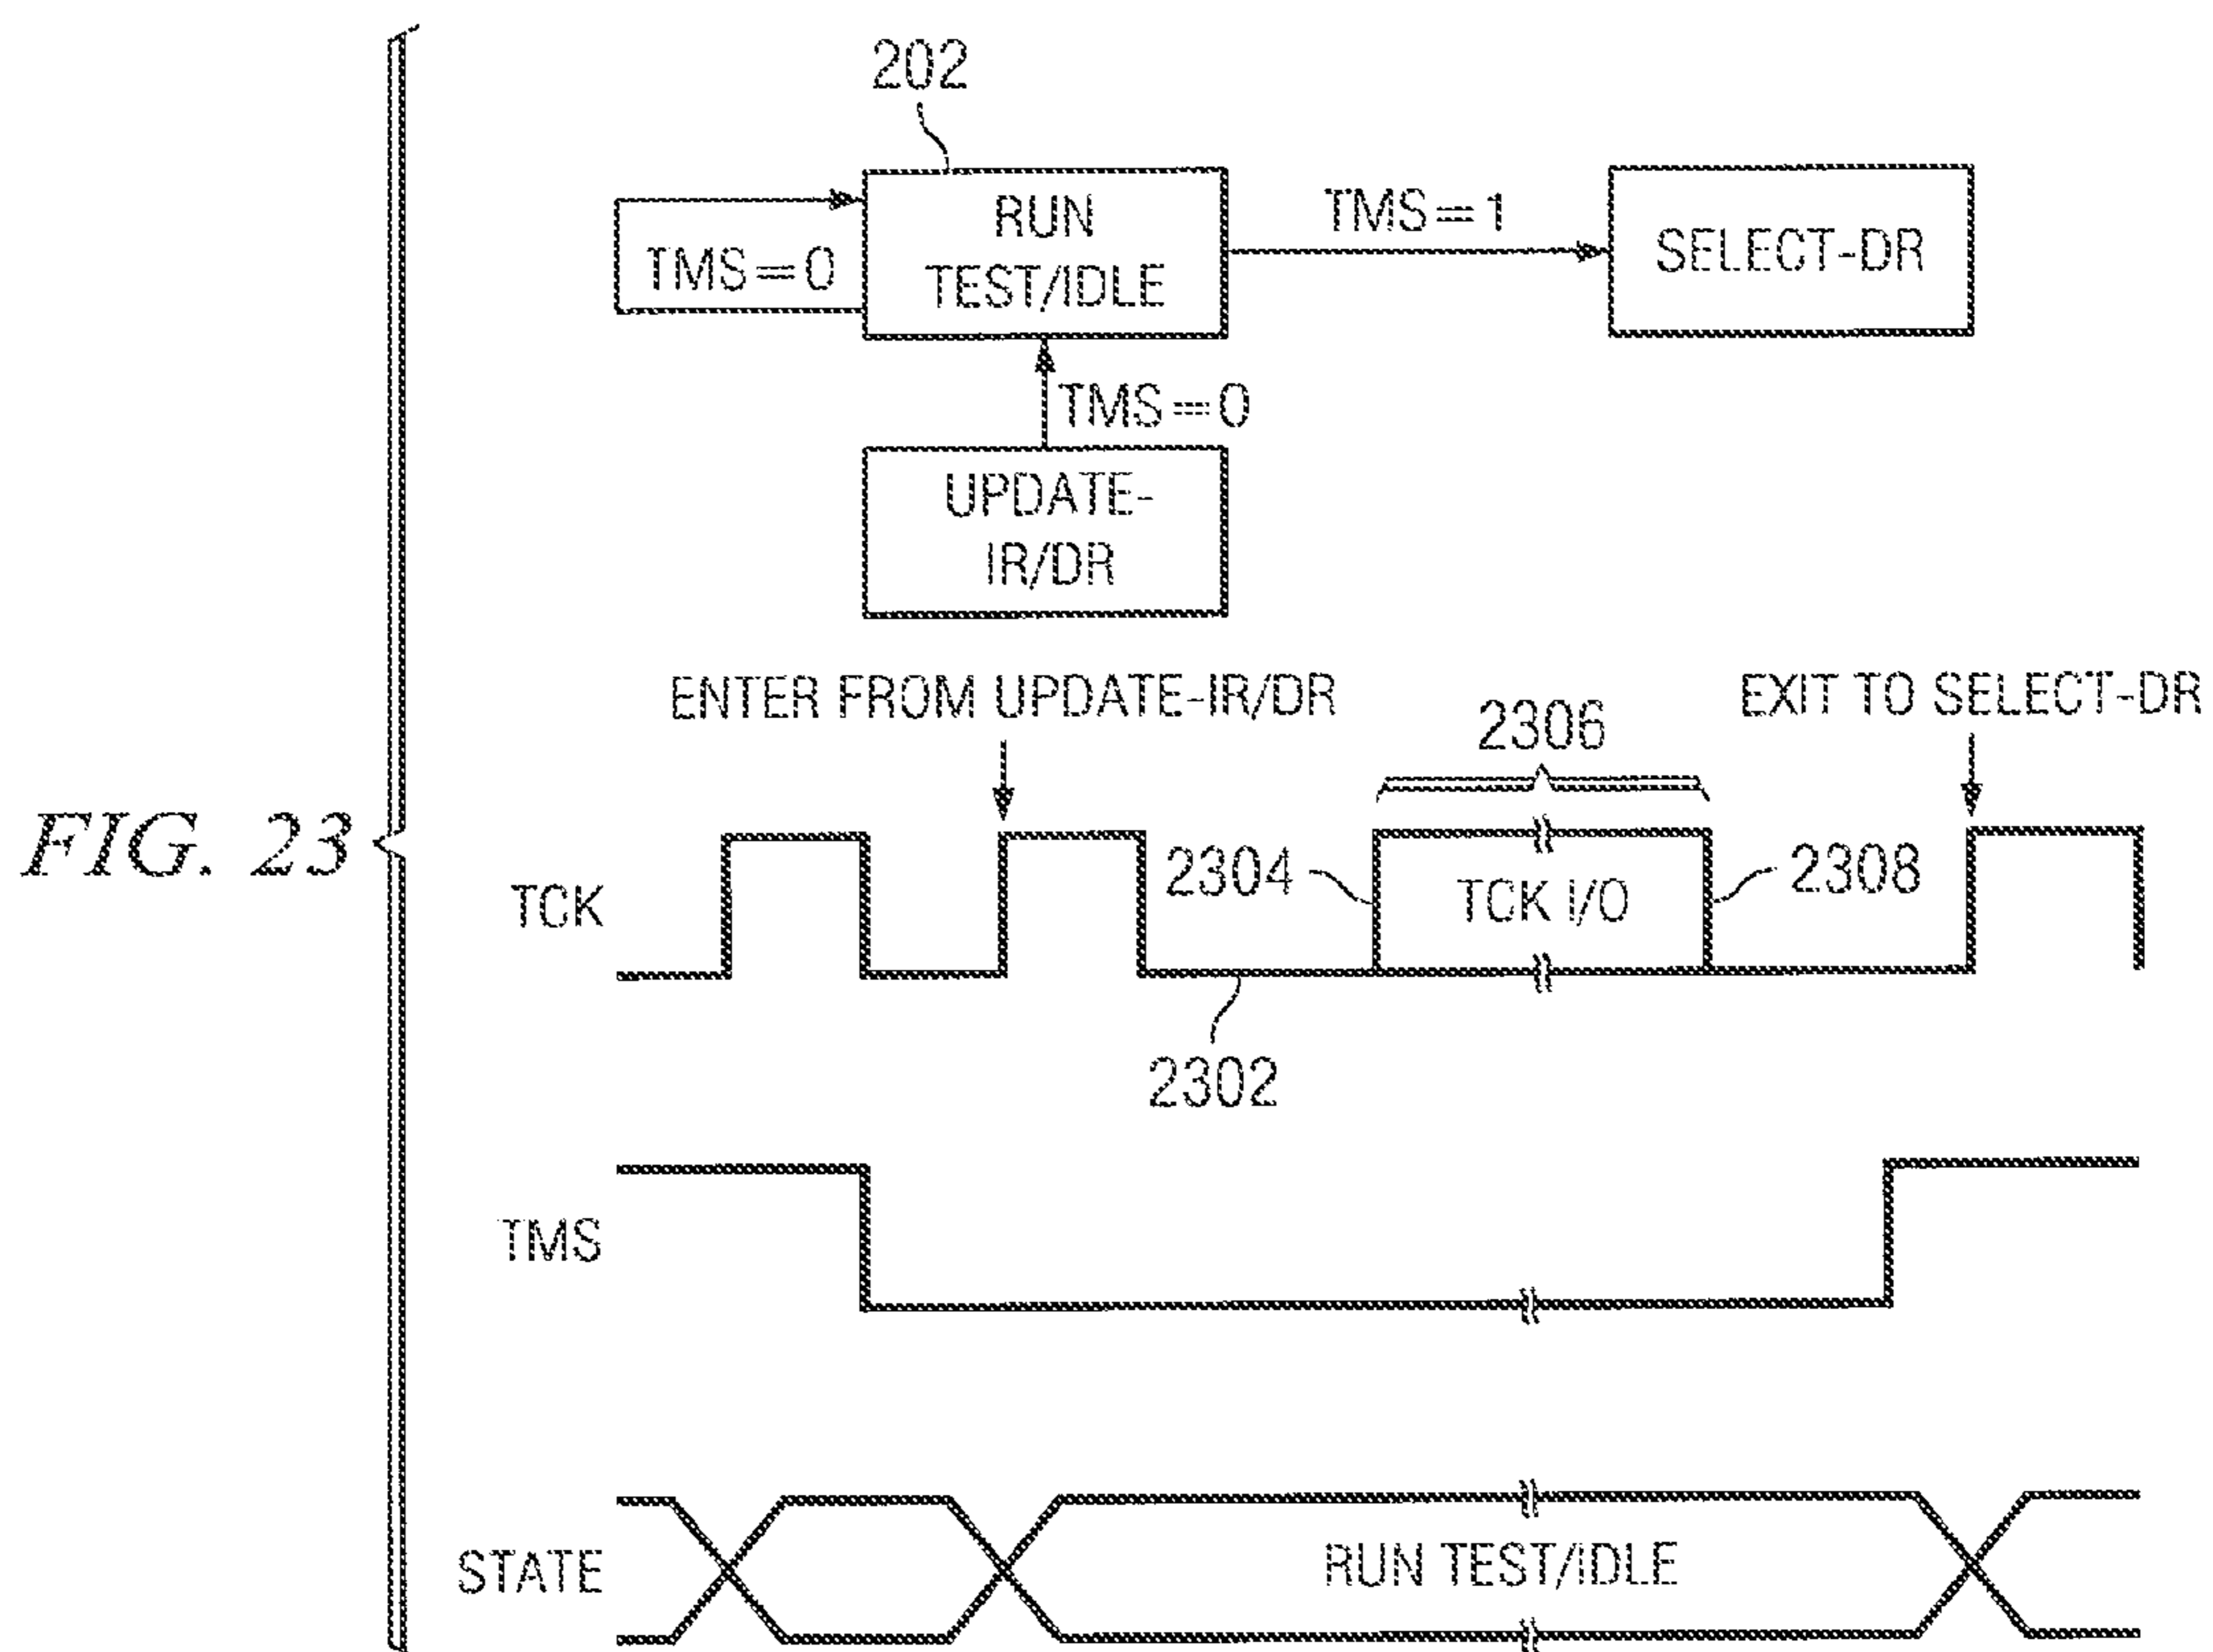 202
RUN
TEST/IDLE
TMS=0
TMS=1
SELECT-DR
TMS=0
UPDATE-
IR/DR
ENTER FROM UPDATE-IR/DR
2306
EXIT TO SELECT-DR
FIG. 23
TCK
2304
TCK I/O
2308
2302
TMS
STATE
RUN TEST/IDLE